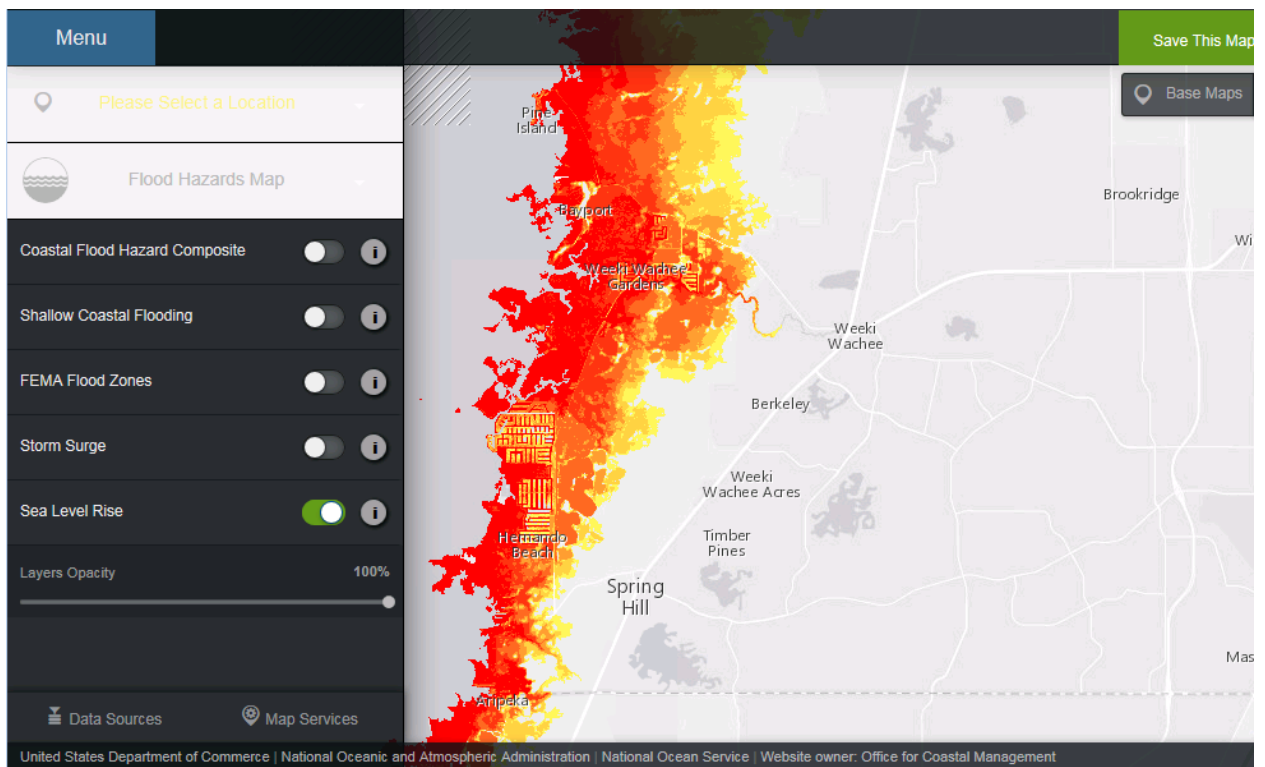 Menu
Save This Map
Please Select a Location
Base Maps
Flood Hazards Map
Coastal Flood Hazard Composite
i
Shallow Coastal Flooding
i
FEMA Flood Zones
i
Storm Surge
i
Sea Level Rise
i
Layers Opacity
100%
Data Sources
Map Services
Pine
Island
Bayport
Weeki Wachee
Gardens
Brookridge
Wi
Weeki
Wachee
Berkeley
Weeki
Wachee Acres
Timber
Pines
Hernando
Beach
Spring
Hill
Mas
Aripeka
United States Department of Commerce | National Oceanic and Atmospheric Administration | National Ocean Service | Website owner: Office for Coastal Management